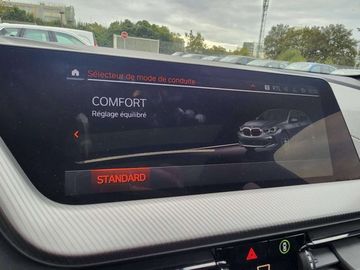 Sélecteur de mode de conduite
COMFORT
Réglage équilibré
STANDARD